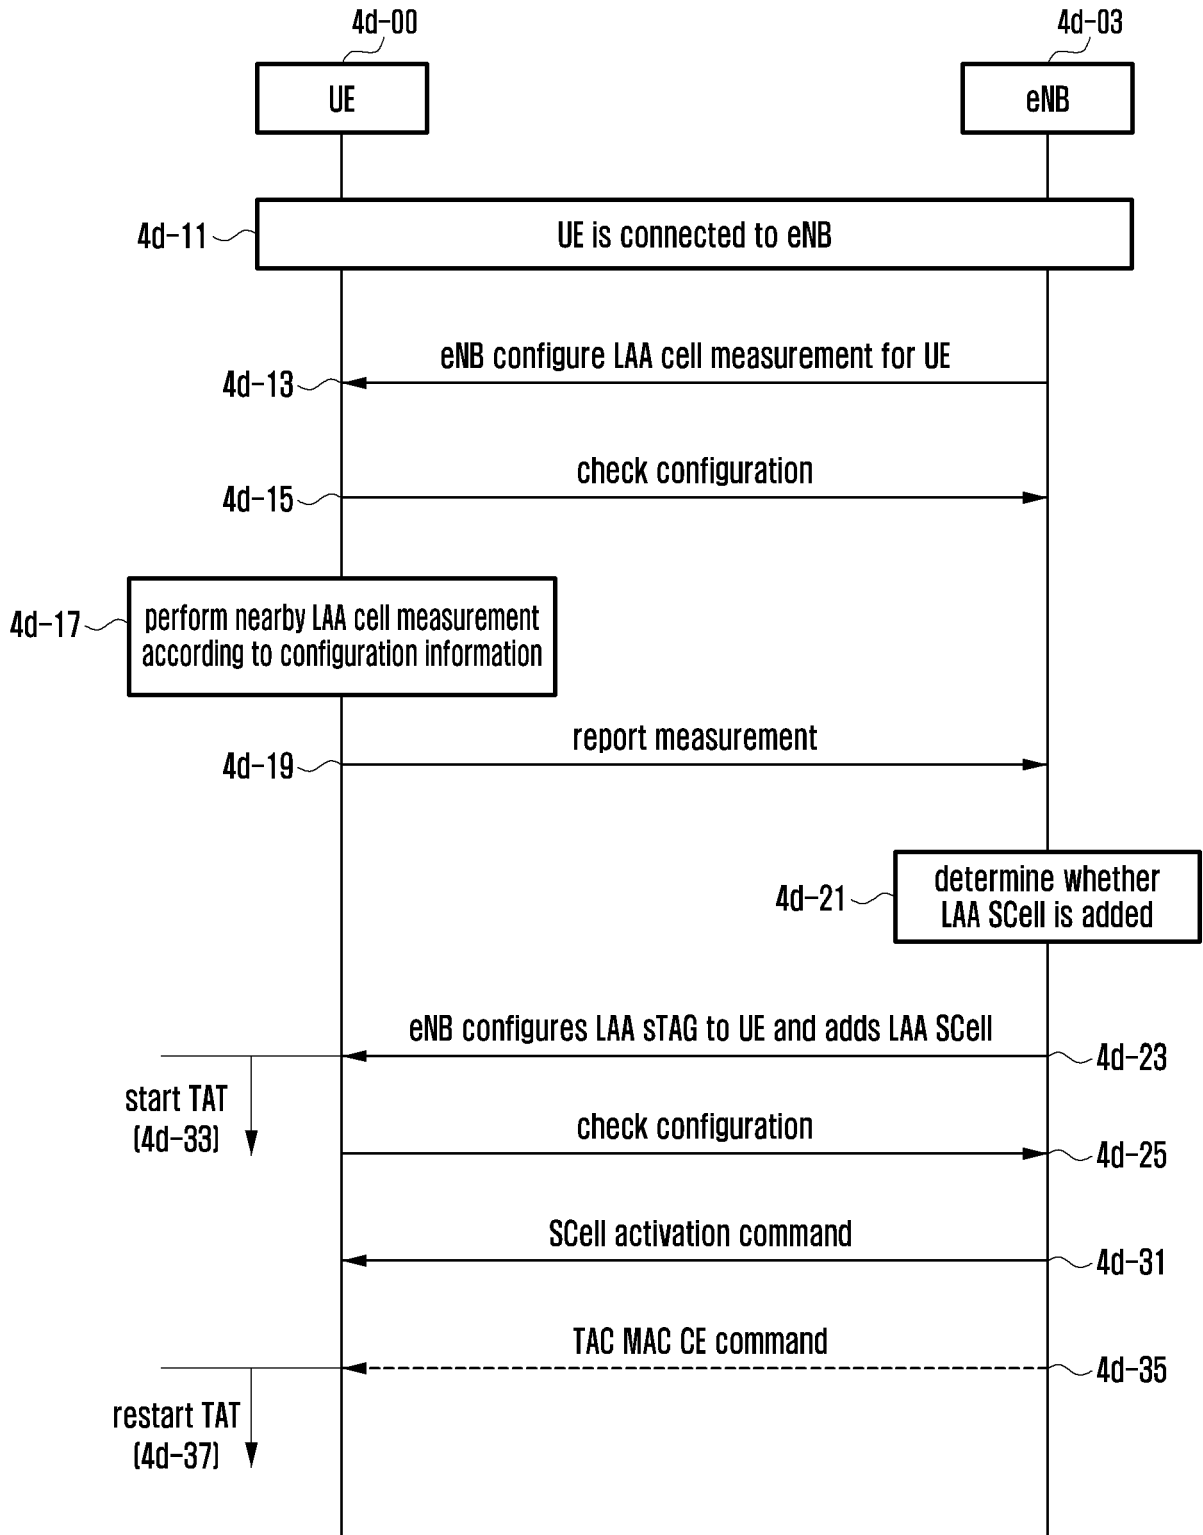 4d-00
4d-03
UE
eNB
4d-11
UE is connected to eNB
eNB configure LAA cell measurement for UE
4d-13
check configuration
4d-15
4d-17
perform nearby LAA cell measurement
according to configuration information
report measurement
4d-19
4d-21
determine whether
LAA SCell is added
eNB configures LAA sTAG to UE and adds LAA SCell
4d-23
start TAT
(4d-33)
check configuration
4d-25
SCell activation command
4d-31
TAC MAC CE command
4d-35
restart TAT
(4d-37)